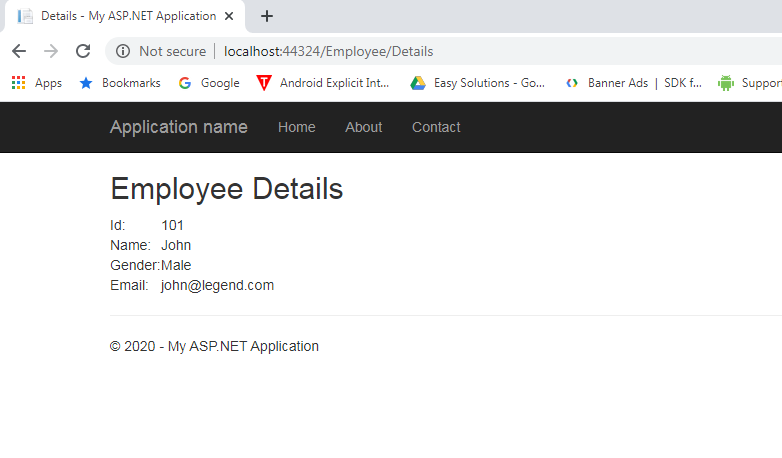 Details - My ASP.NET Application
Not secure | localhost:44324/Employee/Details
Apps Bookmarks Google Android Explicit Int... Easy Solutions - Go... Banner Ads | SDK f... Support
Application name Home About Contact
Employee Details
Id: 101
Name: John
Gender: Male
Email: john@legend.com
© 2020 - My ASP.NET Application